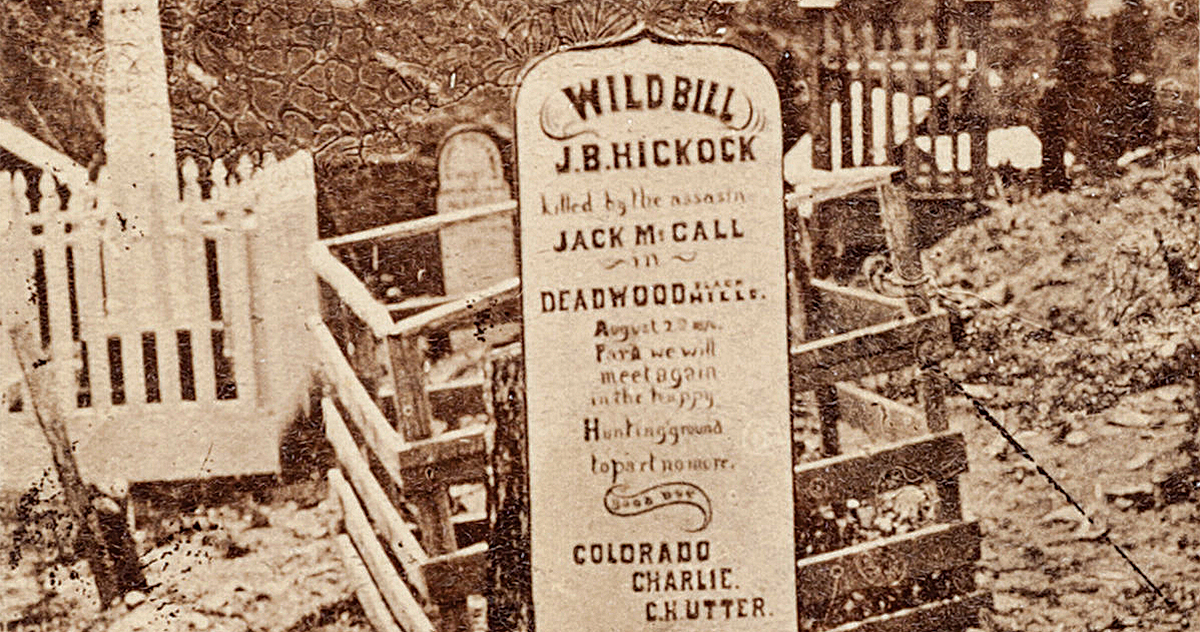 WILD BILL
J.B. HICKOCK
killed by the assasin
JACK McCALL
in
DEADWOOD BLACK HILLS.
August 2
Pard we will
meet again
in the happy
Hunting ground
to part no more.
GOOD BYE
COLORADO
CHARLIE.
C.H. UTTER.